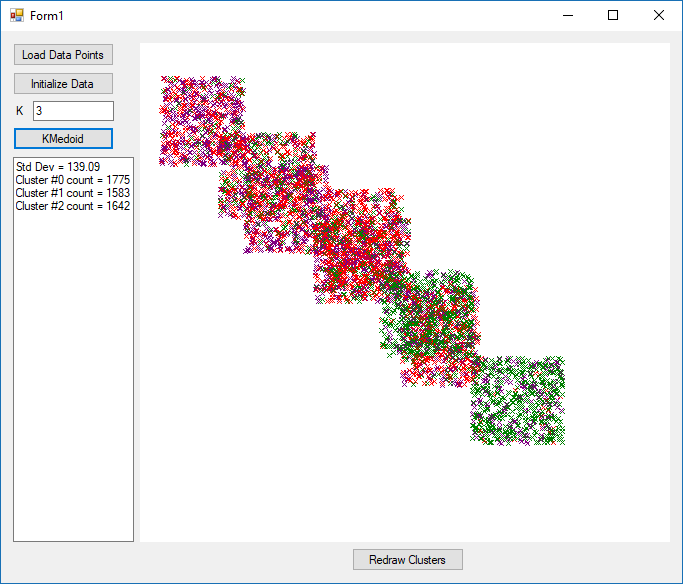 Form1
Load Data Points
Initialize Data
K 3
KMedoid
Std Dev = 139.09
Cluster #0 count = 1775
Cluster #1 count = 1583
Cluster #2 count = 1642
Redraw Clusters